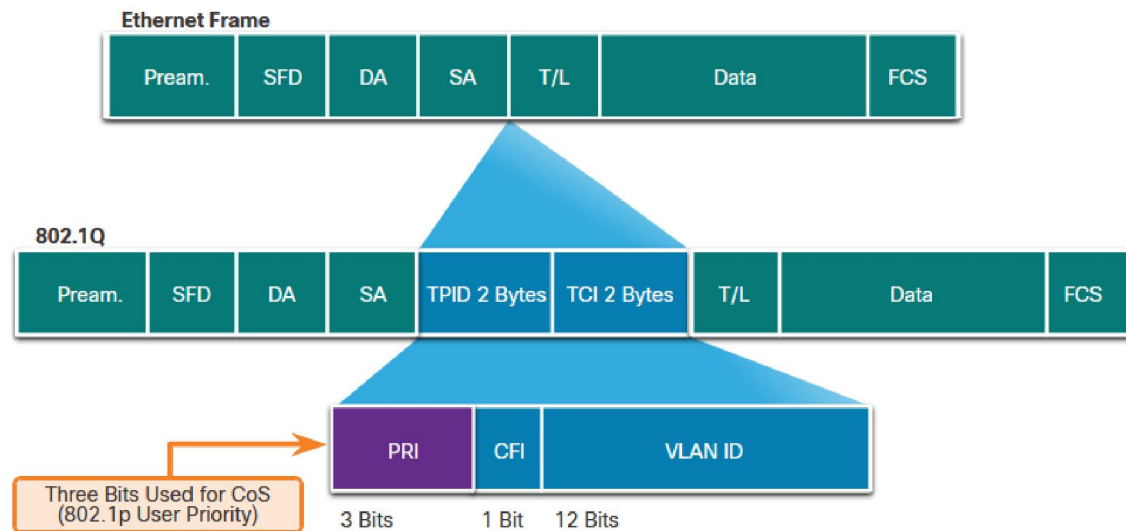 Ethernet Frame
Pream. SFD DA SA T/L Data FCS
802.1Q
Pream. SFD DA SA TPID 2 Bytes TCI 2 Bytes T/L Data FCS
PRI CFI VLAN ID
Three Bits Used for CoS
(802.1p User Priority)
3 Bits 1 Bit 12 Bits